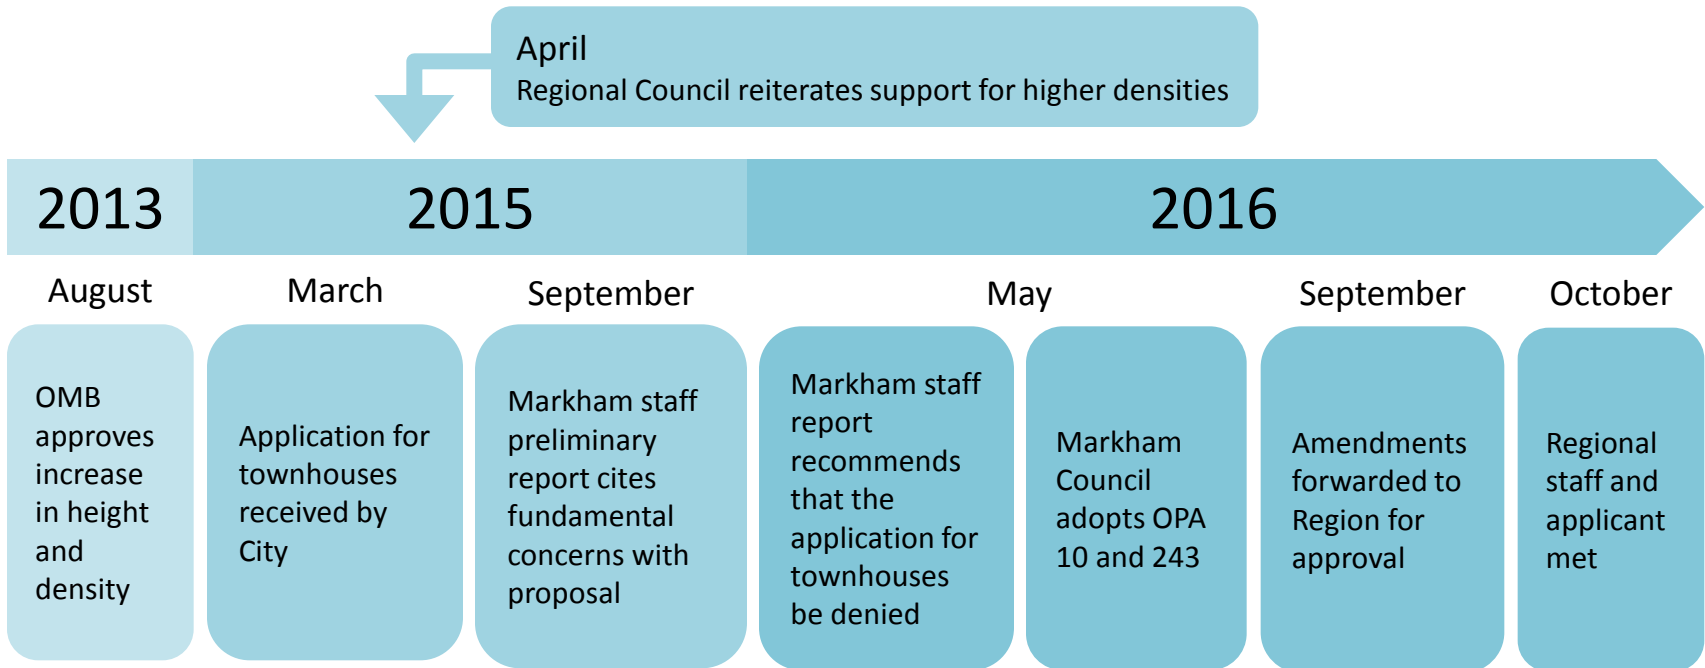 April
Regional Council reiterates support for higher densities
2013
2015
2016
August
March
September
May
September
October
OMB
approves
increase
in height
and
density
Application for
townhouses
received by
City
Markham staff
preliminary
report cites
fundamental
concerns with
proposal
Markham staff
report
recommends
that the
application for
townhouses
be denied
Markham
Council
adopts OPA
10 and 243
Amendments
forwarded to
Region for
approval
Regional
staff and
applicant
met